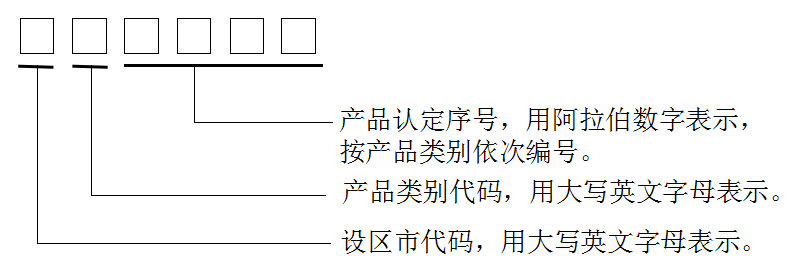 产品认定序号，用阿拉伯数字表示，
按产品类别依次编号。
产品类别代码，用大写英文字母表示。
设区市代码，用大写英文字母表示。